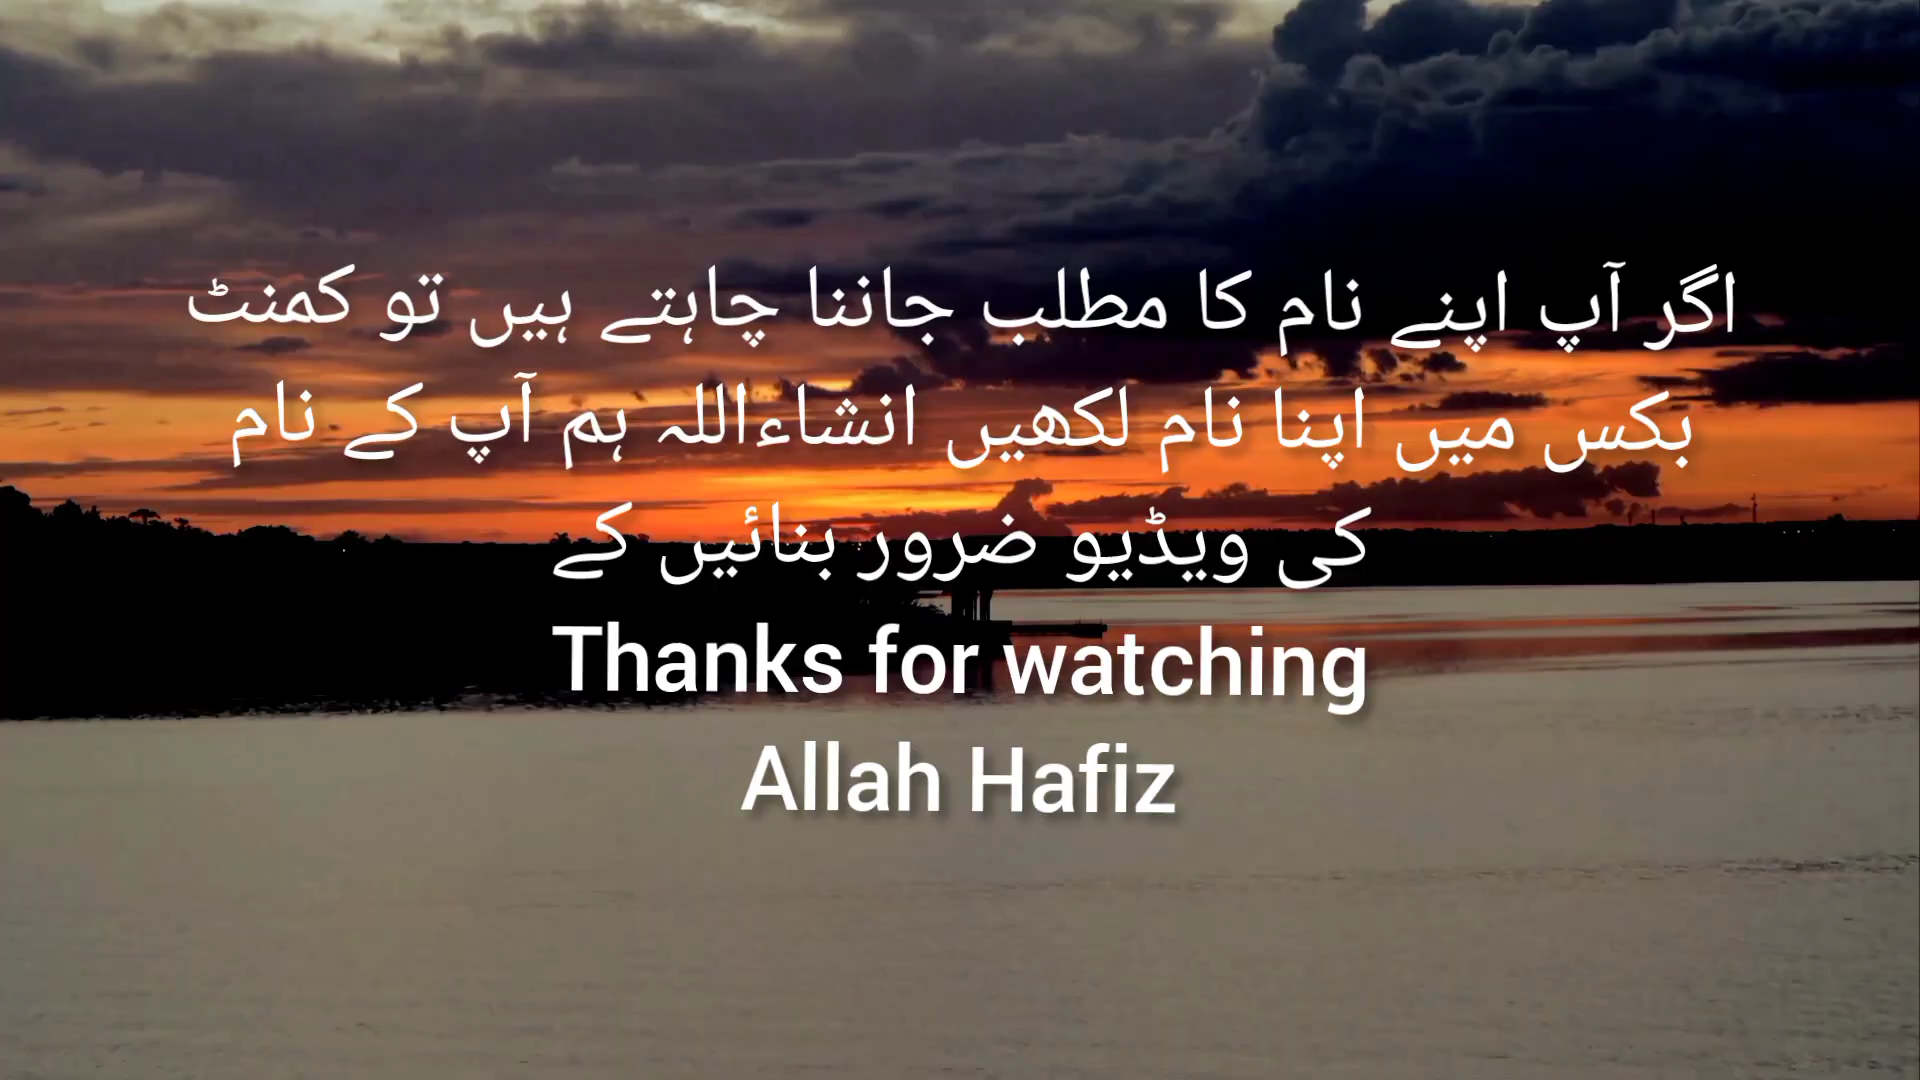 اگر آپ اپنے نام کا مطلب جاننا چاہتے ہیں تو کمنٹ
بکس میں اپنا نام لکھیں انشاءاللہ ہم آپ کے نام
کی ویڈیو ضرور بنائیں کے
Thanks for watching
Allah Hafiz